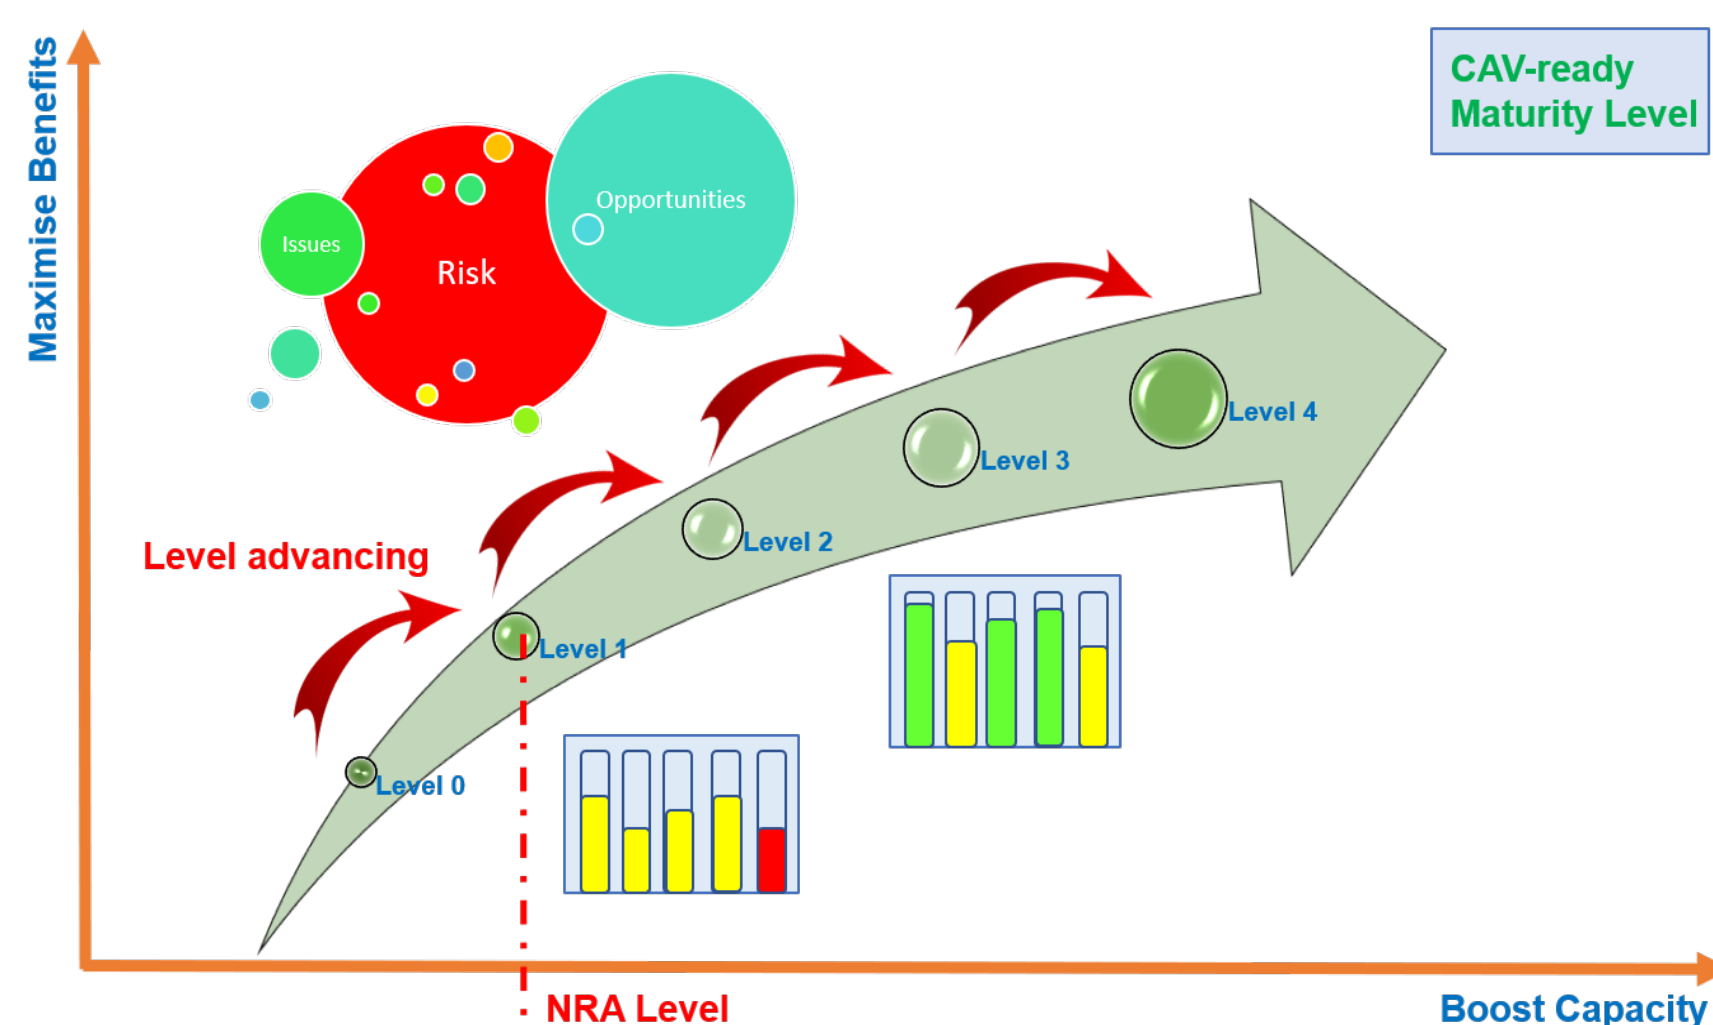 Maximise Benefits
CAV-ready
Maturity Level
Opportunities
Issues
Risk
Level 4
Level 3
Level 2
Level advancing
Level 1
Level 0
NRA Level
Boost Capacity